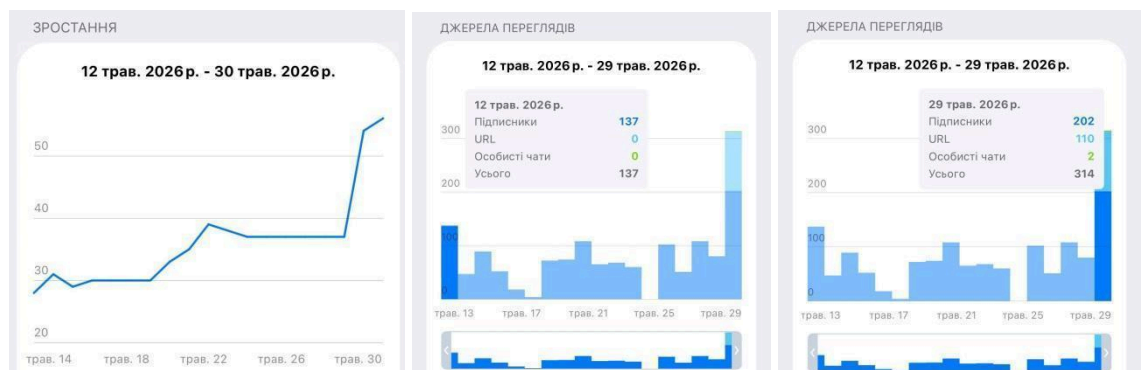 ЗРОСТАННЯ
12 трав. 2026 р. - 30 трав. 2026 р.
50
40
30
20
трав. 14 трав. 18 трав. 22 трав. 26 трав. 30
ДЖЕРЕЛА ПЕРЕГЛЯДІВ
12 трав. 2026 р. - 29 трав. 2026 р.
12 трав. 2026 р.
Підписники 137
URL 0
Особисті чати 0
Усього 137
300
200
100
0
трав. 13 трав. 17 трав. 21 трав. 25 трав. 29
ДЖЕРЕЛА ПЕРЕГЛЯДІВ
12 трав. 2026 р. - 29 трав. 2026 р.
29 трав. 2026 р.
Підписники 202
URL 110
Особисті чати 2
Усього 314
300
200
100
0
трав. 13 трав. 17 трав. 21 трав. 25 трав. 29